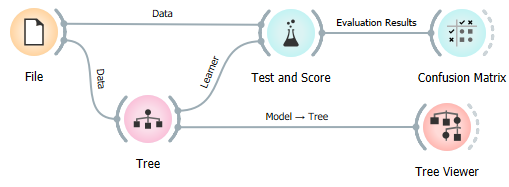 Data
Evaluation Results
File
Data
Learner
Test and Score
Confusion Matrix
Model → Tree
Tree
Tree Viewer